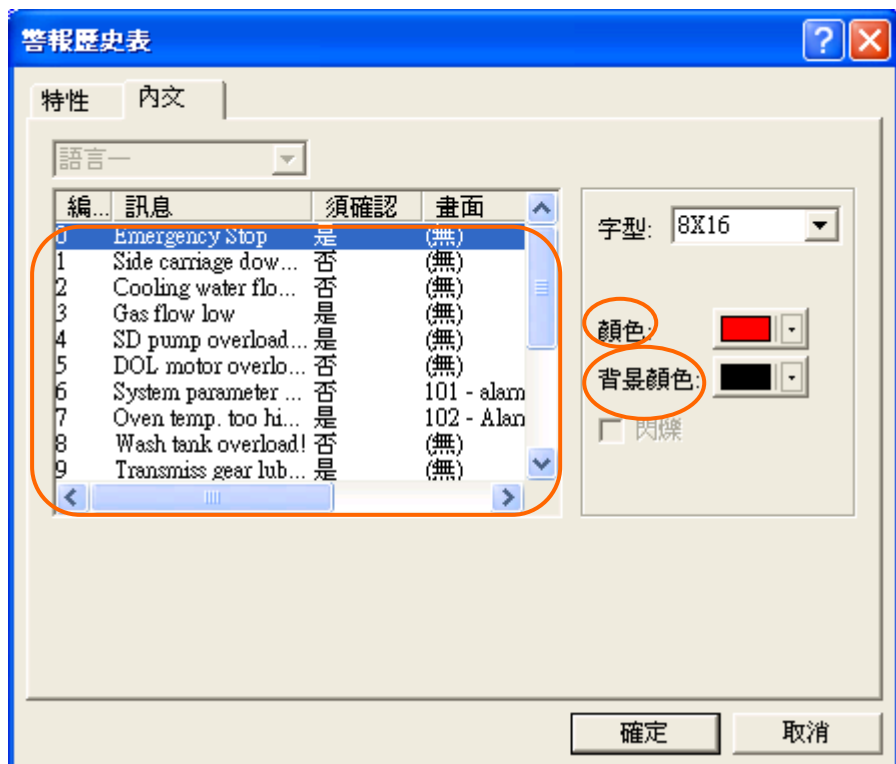 警報歷史表
特性 內文
語言一
編... 訊息 須確認 畫面
0 Emergency Stop 是 (無)
1 Side carriage dow... 否 (無)
2 Cooling water flo... 否 (無)
3 Gas flow low 是 (無)
4 SD pump overload... 是 (無)
5 DOL motor overlo... 否 (無)
6 System parameter ... 否 101 - alarm
7 Oven temp. too hi... 是 102 - Alan
8 Wash tank overload! 否 (無)
9 Transmiss gear lub... 是 (無)
字型: 8X16
顏色:
背景顏色:
閃爍
確定 取消